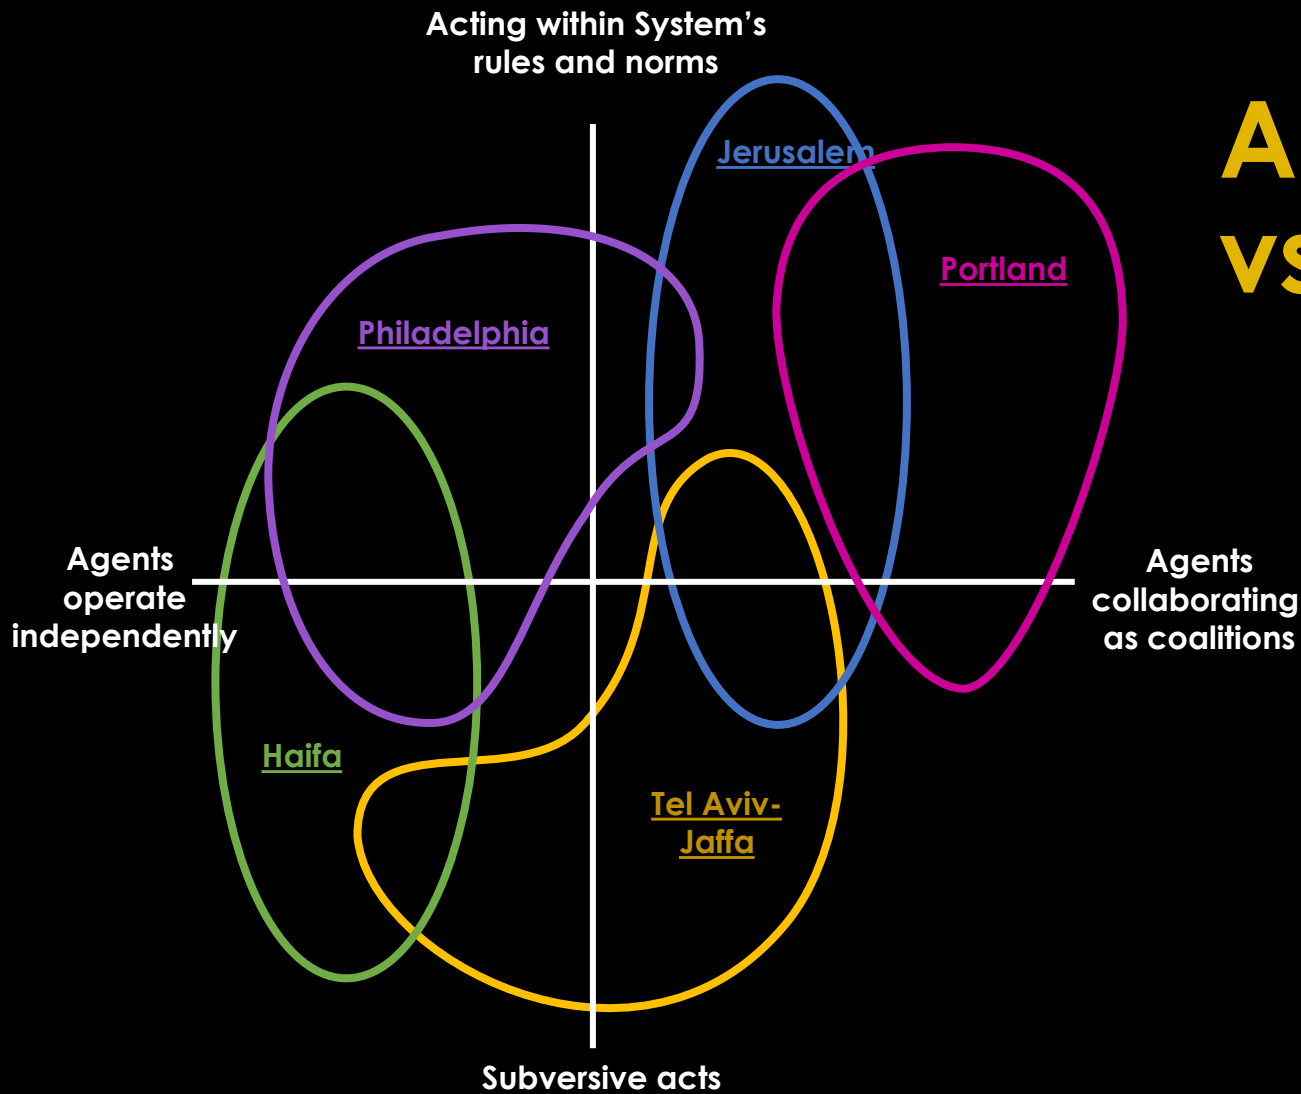 Acting within System’s
rules and norms
A
vs
Jerusalem
Portland
Philadelphia
Agents
operate
independently
Agents
collaborating
as coalitions
Haifa
Tel Aviv-
Jaffa
Subversive acts